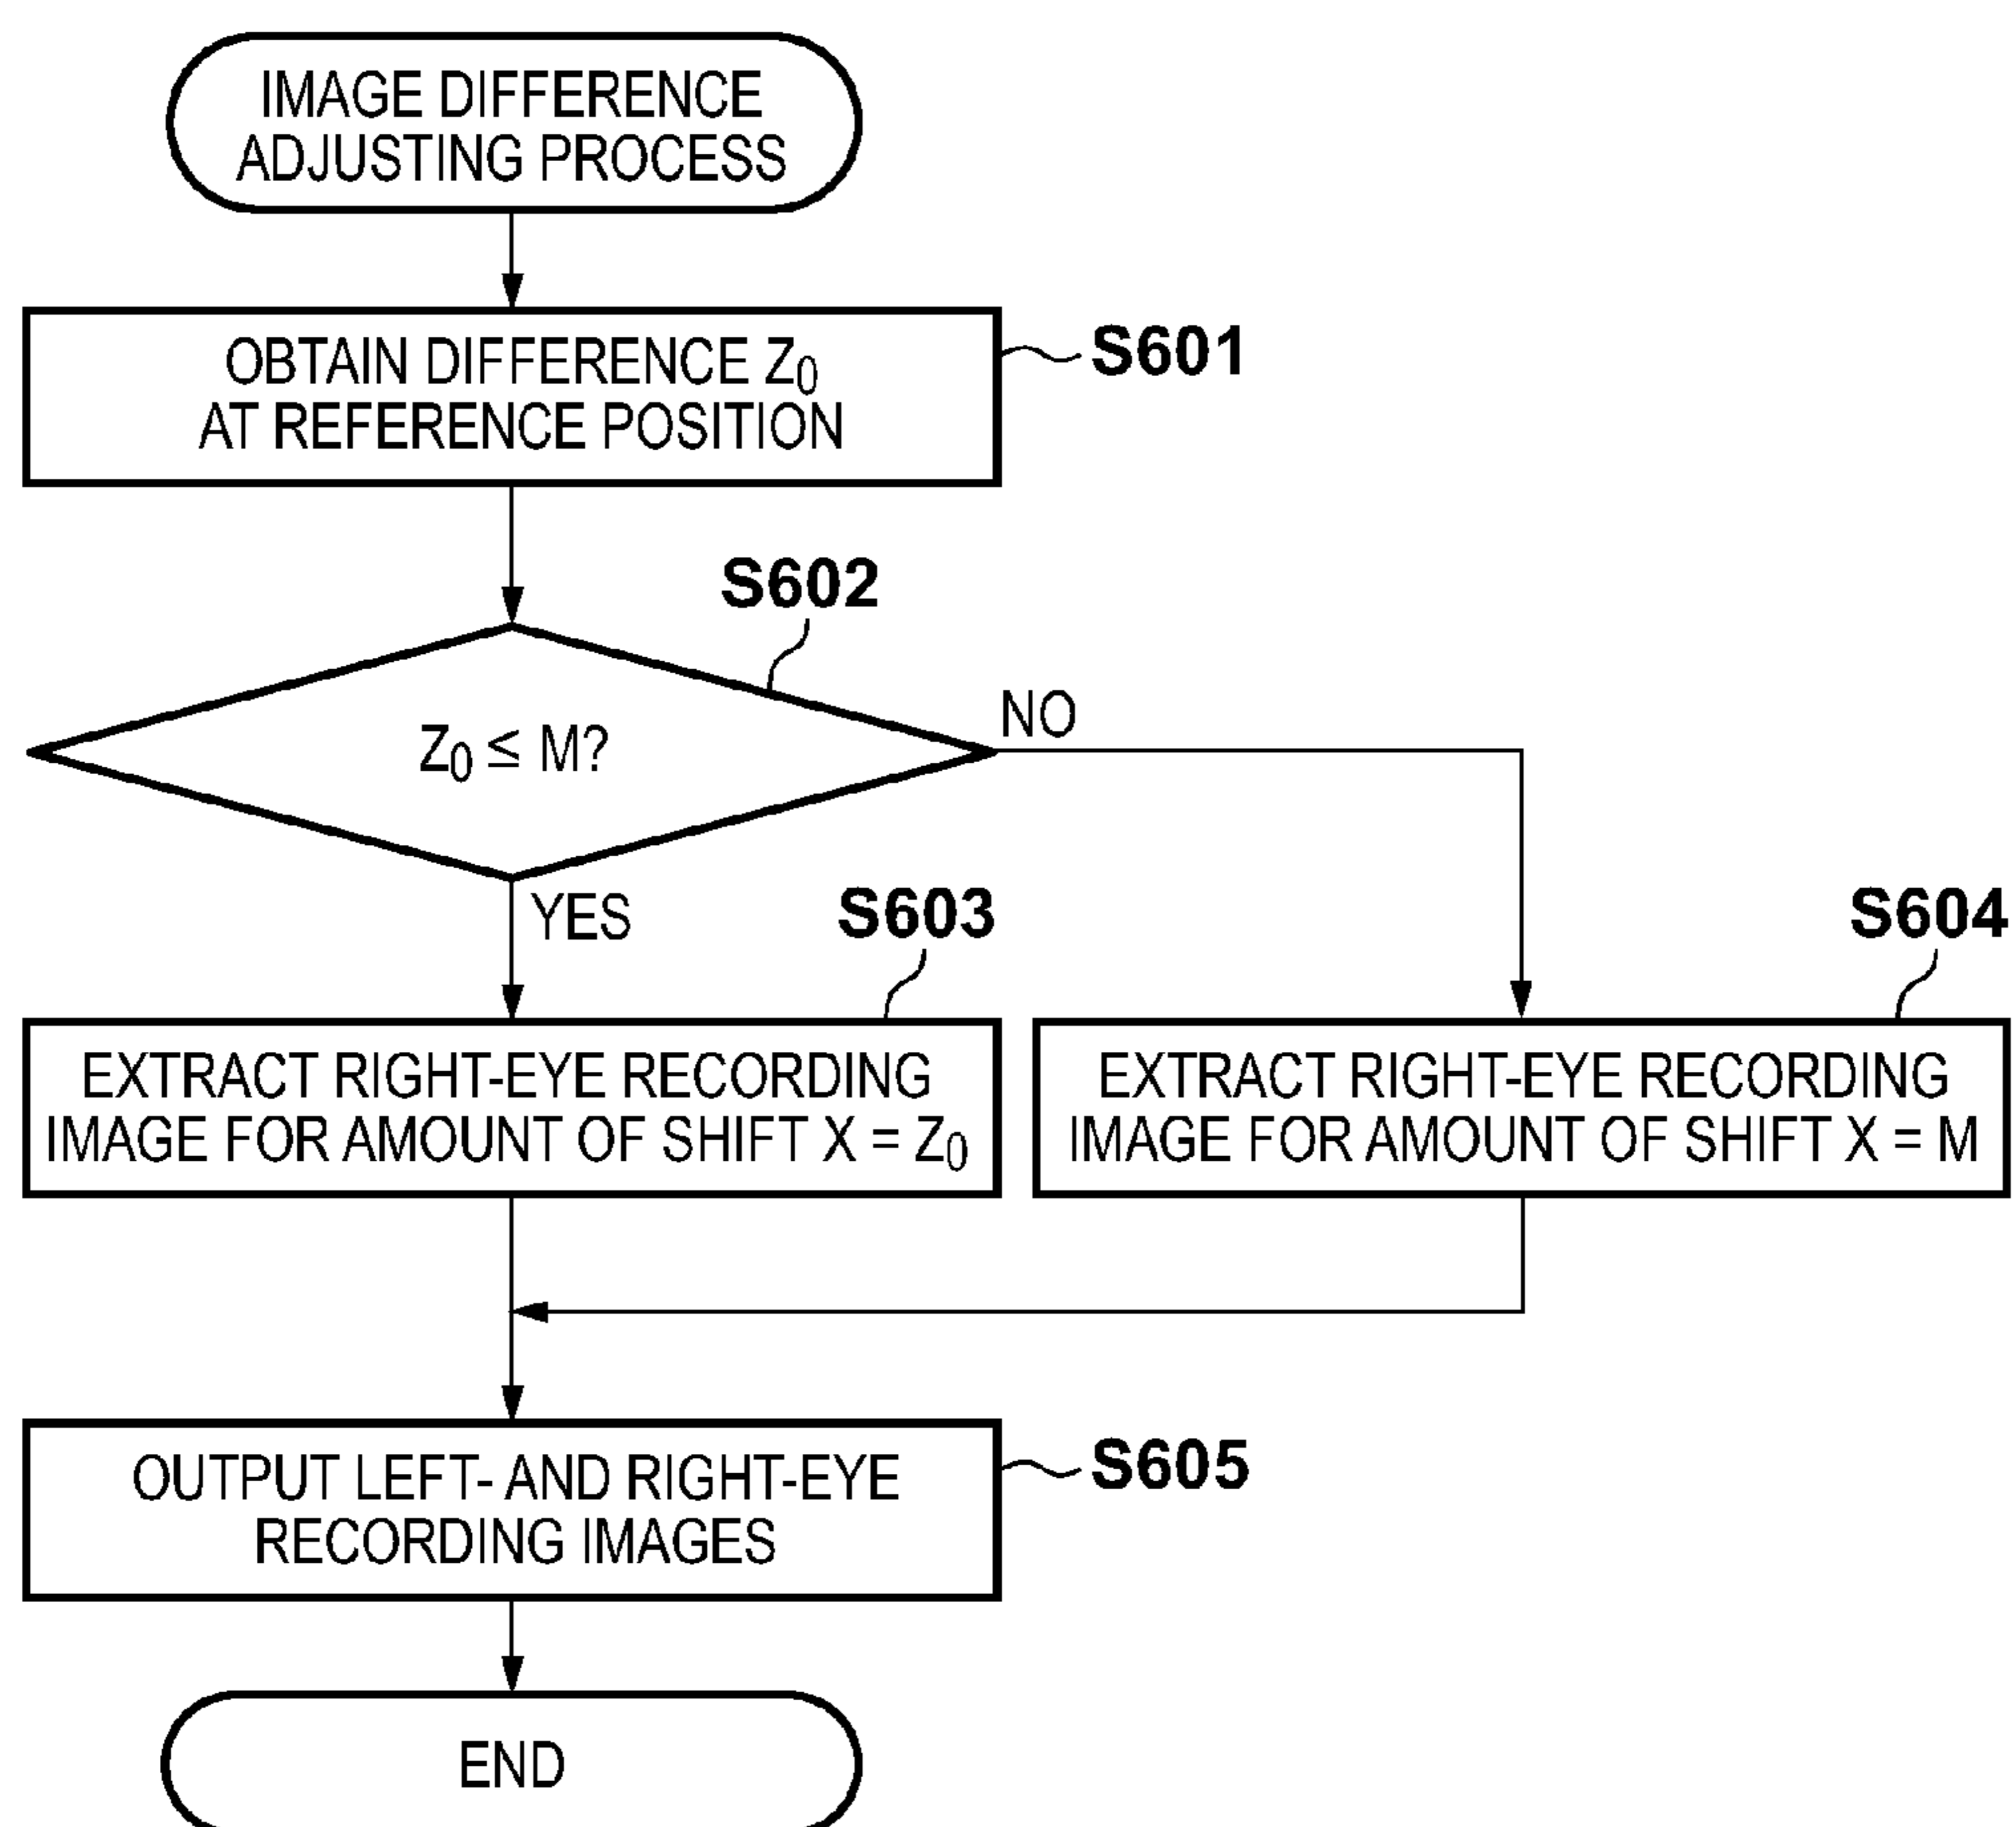 IMAGE DIFFERENCE
ADJUSTING PROCESS
OBTAIN DIFFERENCE Z₀
AT REFERENCE POSITION
S601
S602
Z₀ ≤ M?
NO
YES
S603
EXTRACT RIGHT-EYE RECORDING
IMAGE FOR AMOUNT OF SHIFT X = Z₀
S604
EXTRACT RIGHT-EYE RECORDING
IMAGE FOR AMOUNT OF SHIFT X = M
OUTPUT LEFT- AND RIGHT-EYE
RECORDING IMAGES
S605
END